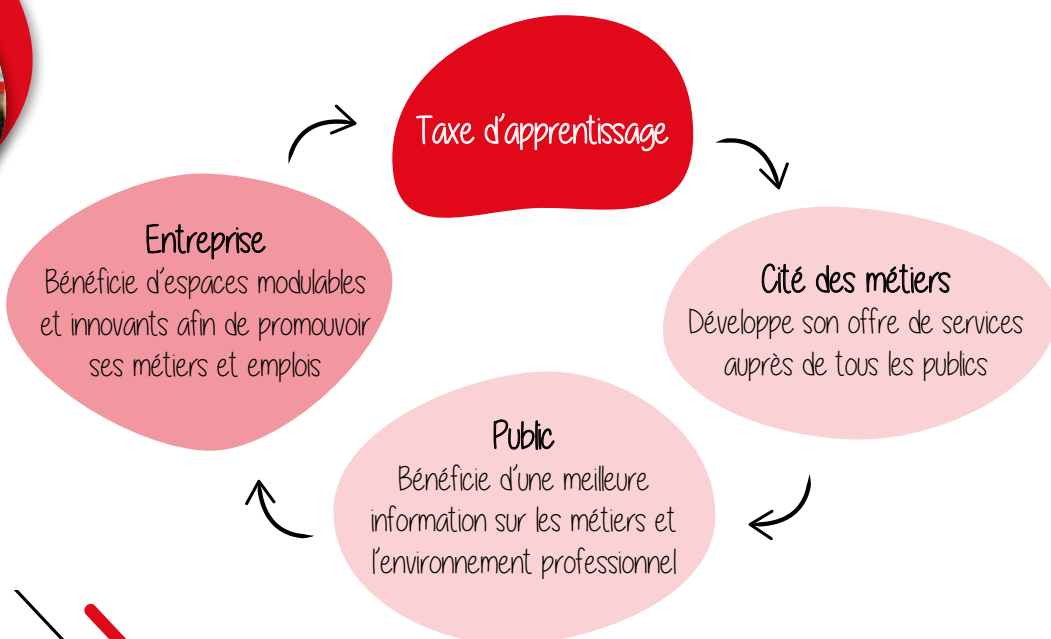 Taxe d'apprentissage
Entreprise
Bénéficie d'espaces modulables
et innovants afin de promouvoir
ses métiers et emplois
Cité des métiers
Développe son offre de services
auprès de tous les publics
Public
Bénéficie d'une meilleure
information sur les métiers et
l'environnement professionnel